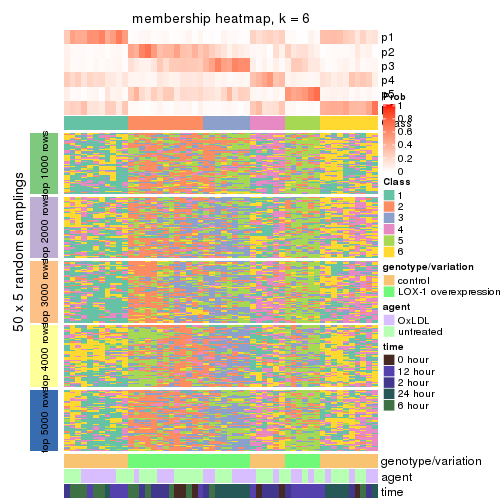 membership heatmap, k = 6
p1
p2
p3
p4
p5
Prob
1
0.8
0.6
0.4
0.2
0
Class
1
2
3
4
5
6
genotype/variation
control
LOX-1 overexpression
agent
OxLDL
untreated
time
0 hour
12 hour
2 hour
24 hour
6 hour
50 x 5 random samplings
top 1000 rows
top 2000 rows
top 3000 rows
top 4000 rows
top 5000 rows
genotype/variation
agent
time